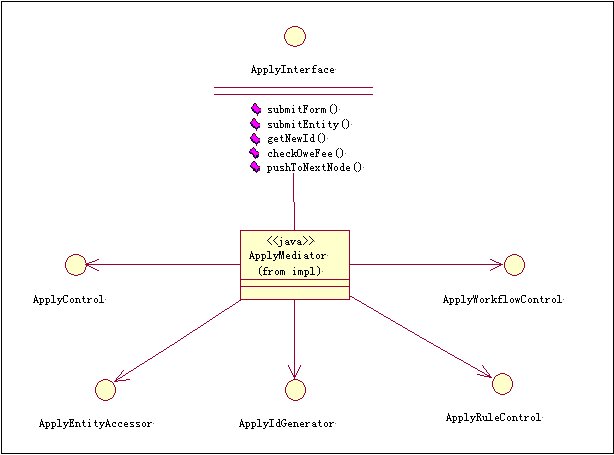 ApplyInterface
submitForm()
submitEntity()
getNewId()
checkOweFee()
pushToNextNode()
<<java>>
ApplyMediator
(from impl)
ApplyControl
ApplyWorkflowControl
ApplyEntityAccessor
ApplyIdGenerator
ApplyRuleControl